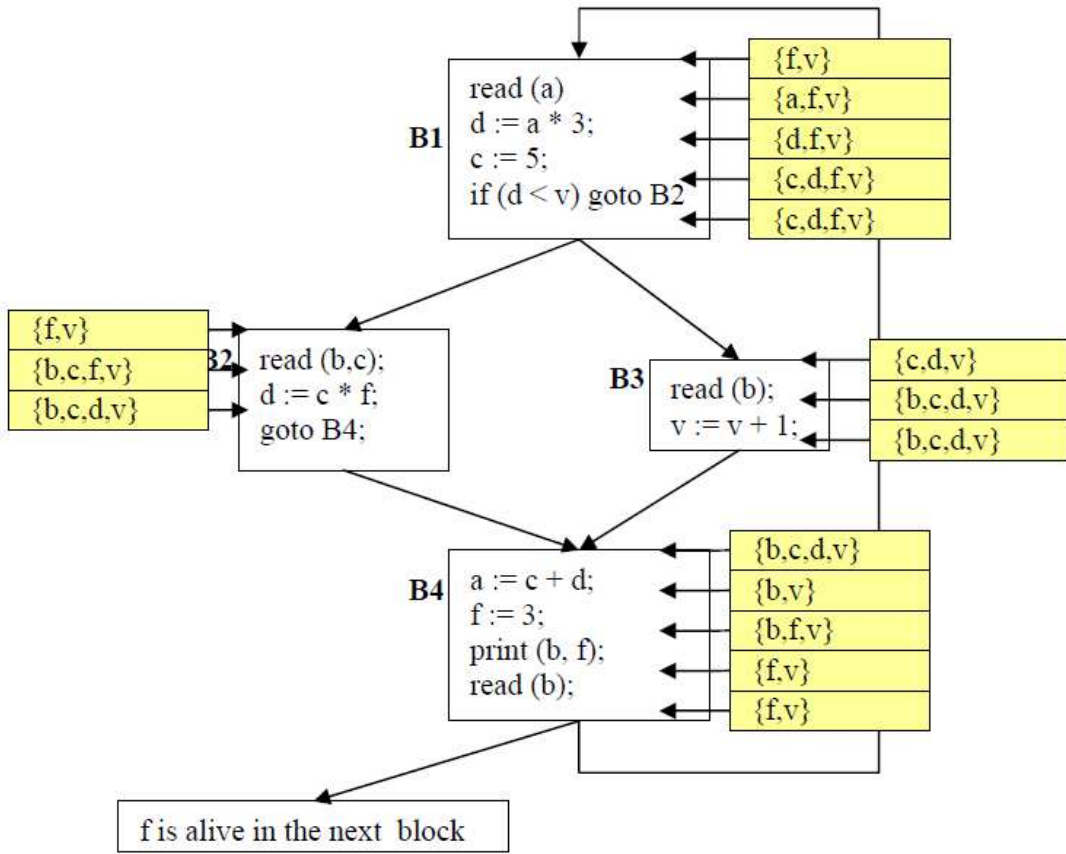 {f,v}
{a,f,v}
{d,f,v}
{c,d,f,v}
{c,d,f,v}
B1
read (a)
d := a * 3;
c := 5;
if (d < v) goto B2
{f,v}
{b,c,f,v}
{b,c,d,v}
B2
read (b,c);
d := c * f;
goto B4;
B3
read (b);
v := v + 1;
{c,d,v}
{b,c,d,v}
{b,c,d,v}
B4
a := c + d;
f := 3;
print (b, f);
read (b);
{b,c,d,v}
{b,v}
{b,f,v}
{f,v}
{f,v}
f is alive in the next block